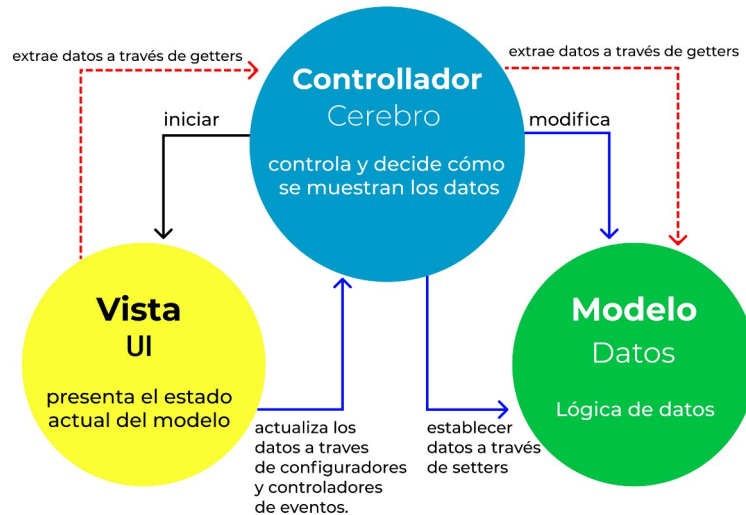 extrae datos a través de getters
extrae datos a través de getters
Controllador
Cerebro
controla y decide cómo
se muestran los datos
iniciar
modifica
Vista
UI
presenta el estado
actual del modelo
Modelo
Datos
Lógica de datos
actualiza los
datos a traves
de configuradores
y controladores
de eventos.
establecer
datos a través
de setters